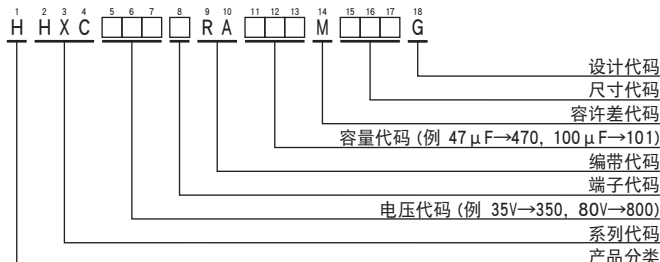 1 2 3 4 5 6 7 8 9 10 11 12 13 14 15 16 17 18
H H X C R A M G
设计代码
尺寸代码
容许差代码
容量代码 (例 47μF→470, 100μF→101)
编带代码
端子代码
电压代码 (例 35V→350, 80V→800)
系列代码
产品分类